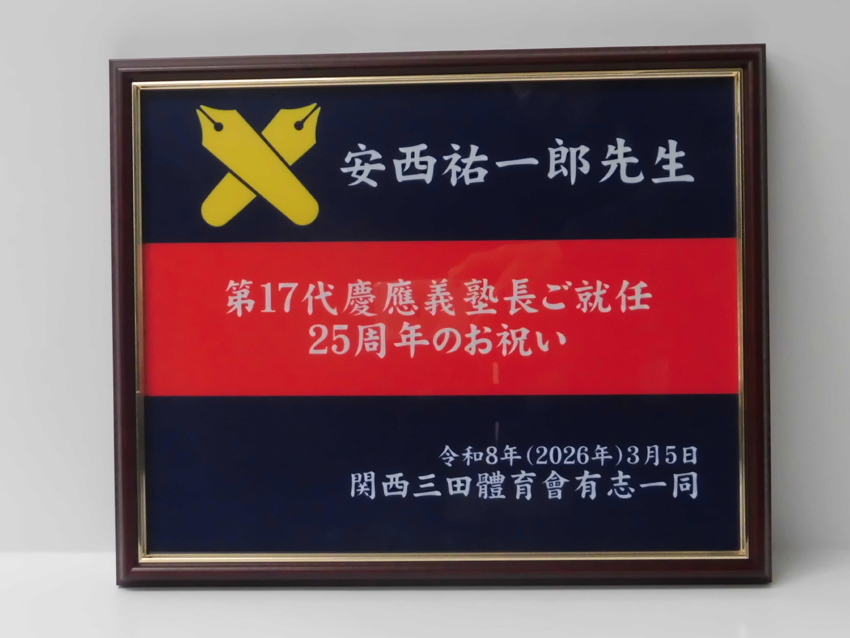 安西祐一郎先生
第17代慶應義塾長ご就任
25周年のお祝い
令和8年(2026年)3月5日
関西三田體育會有志一同